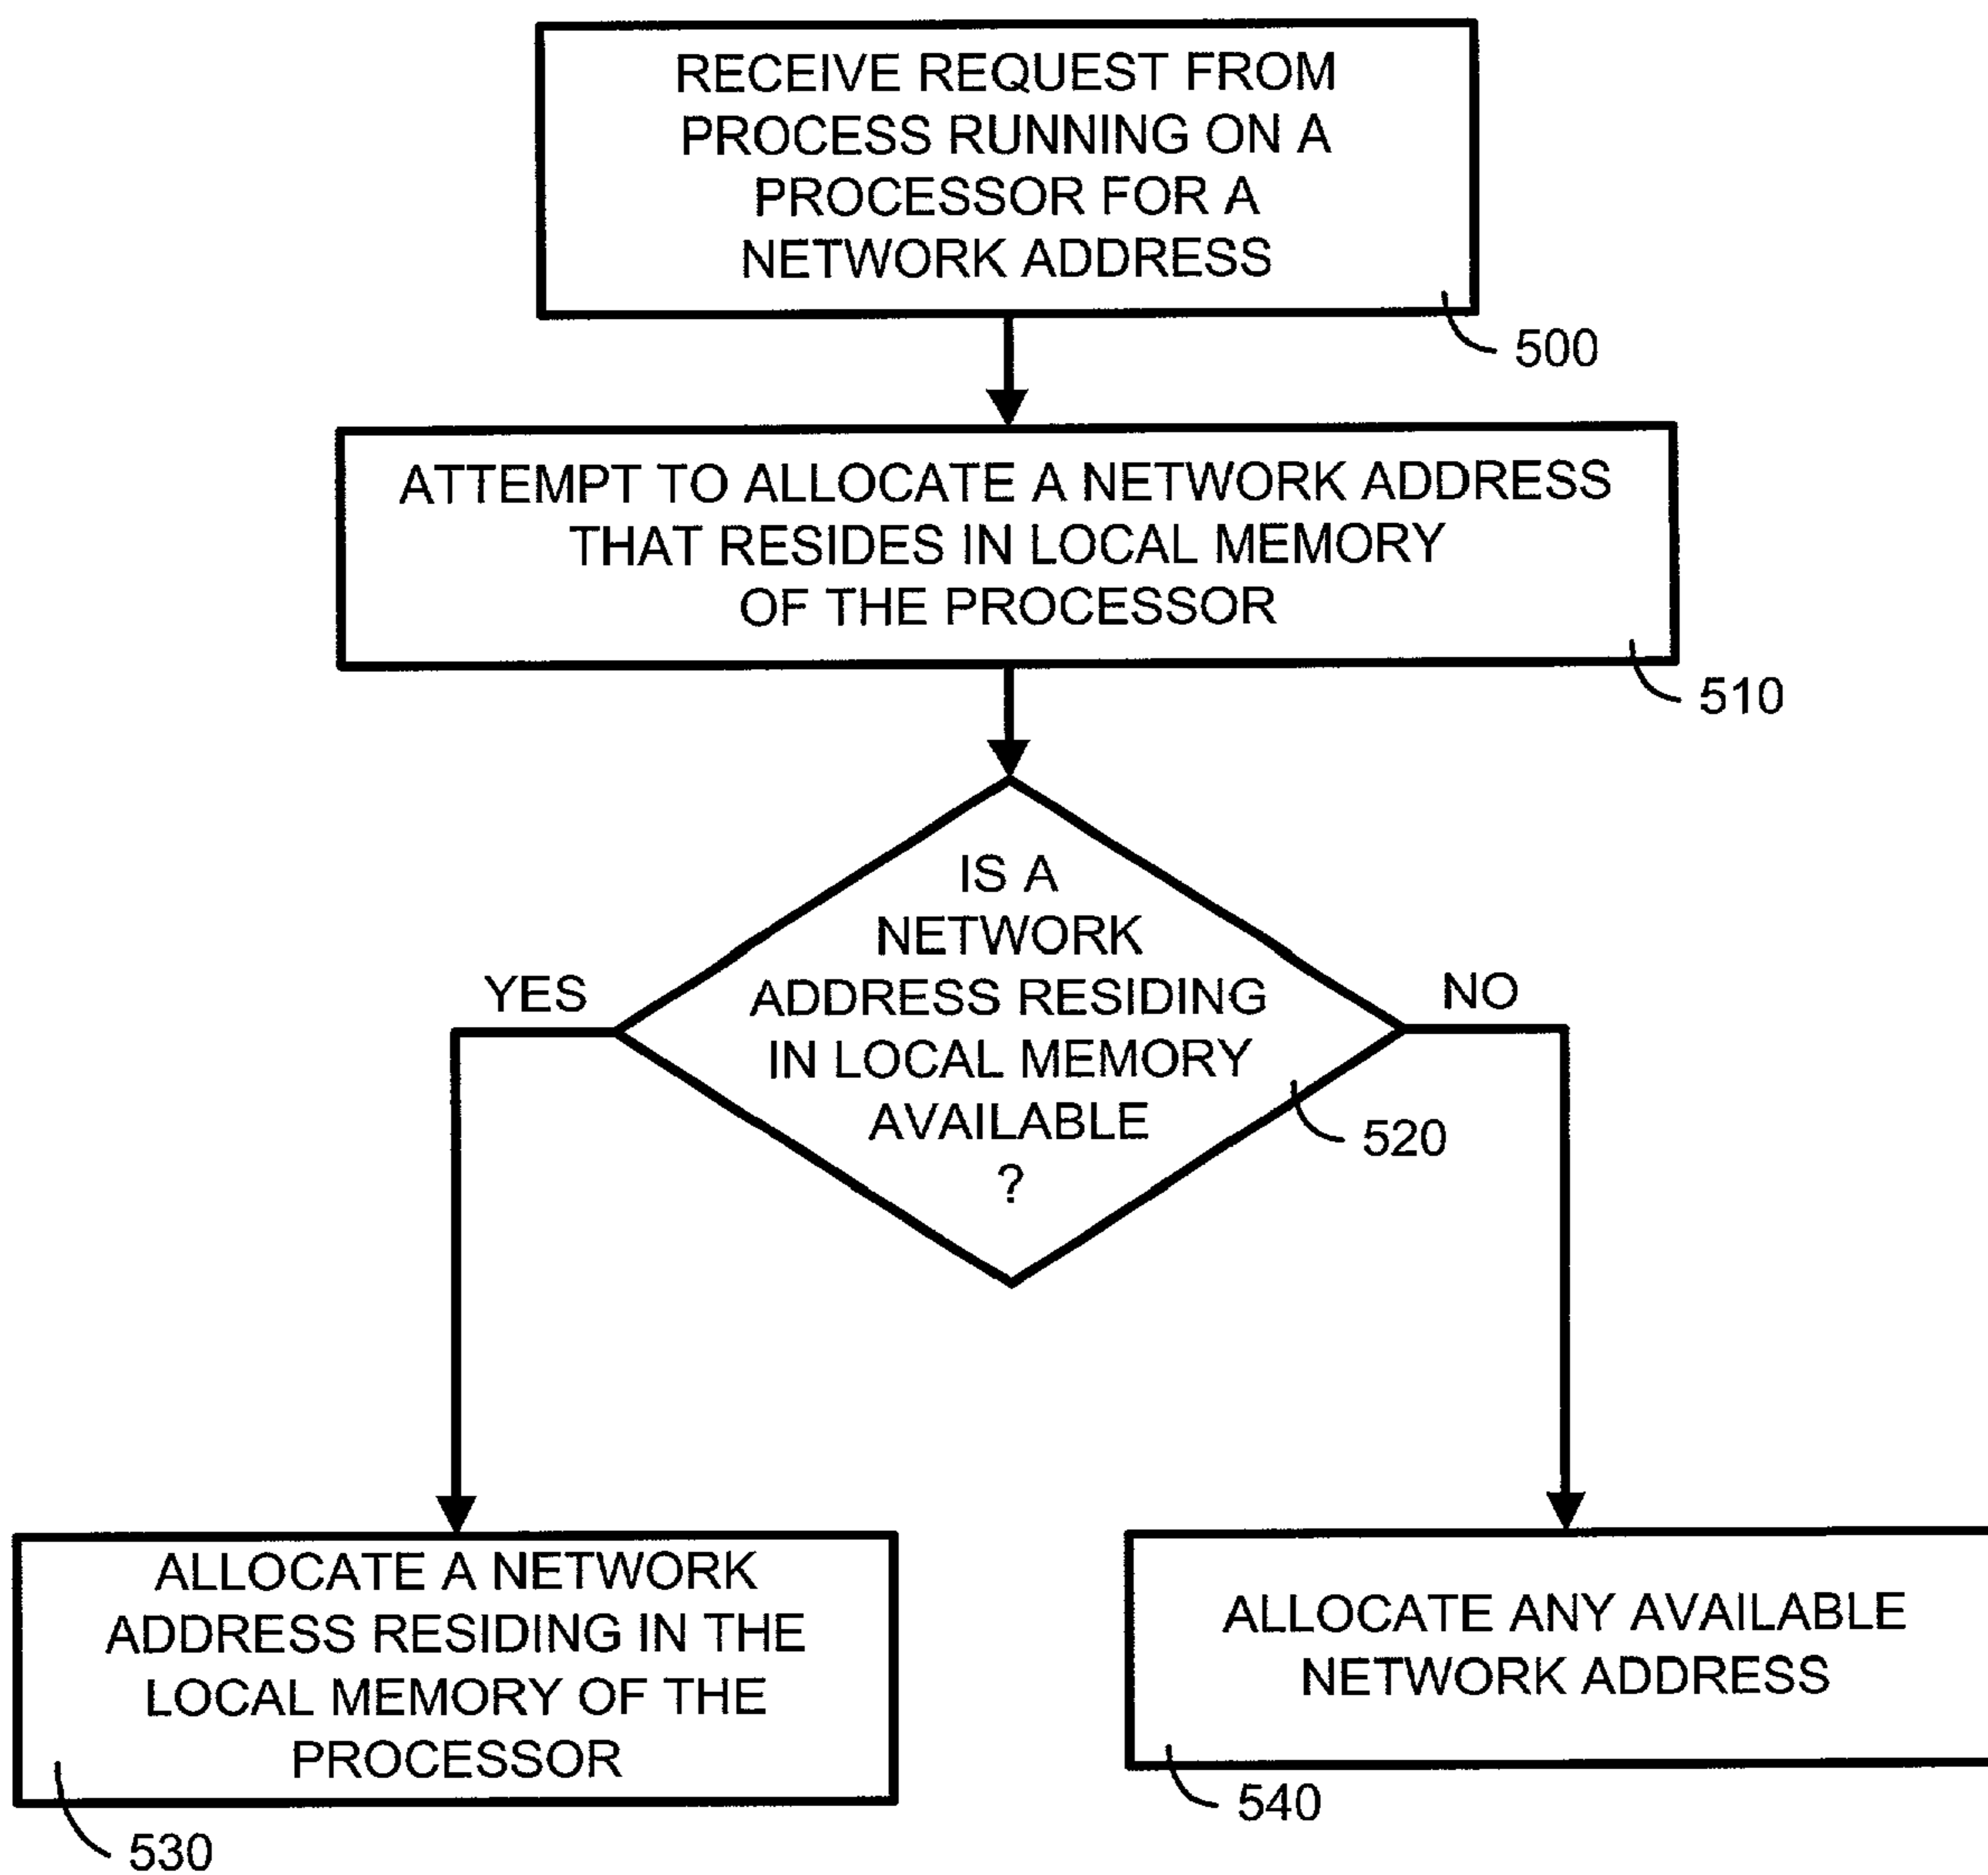 RECEIVE REQUEST FROM
PROCESS RUNNING ON A
PROCESSOR FOR A
NETWORK ADDRESS
500
ATTEMPT TO ALLOCATE A NETWORK ADDRESS
THAT RESIDES IN LOCAL MEMORY
OF THE PROCESSOR
510
IS A
NETWORK
ADDRESS RESIDING
IN LOCAL MEMORY
AVAILABLE
?
520
YES
NO
ALLOCATE A NETWORK
ADDRESS RESIDING IN THE
LOCAL MEMORY OF THE
PROCESSOR
530
ALLOCATE ANY AVAILABLE
NETWORK ADDRESS
540